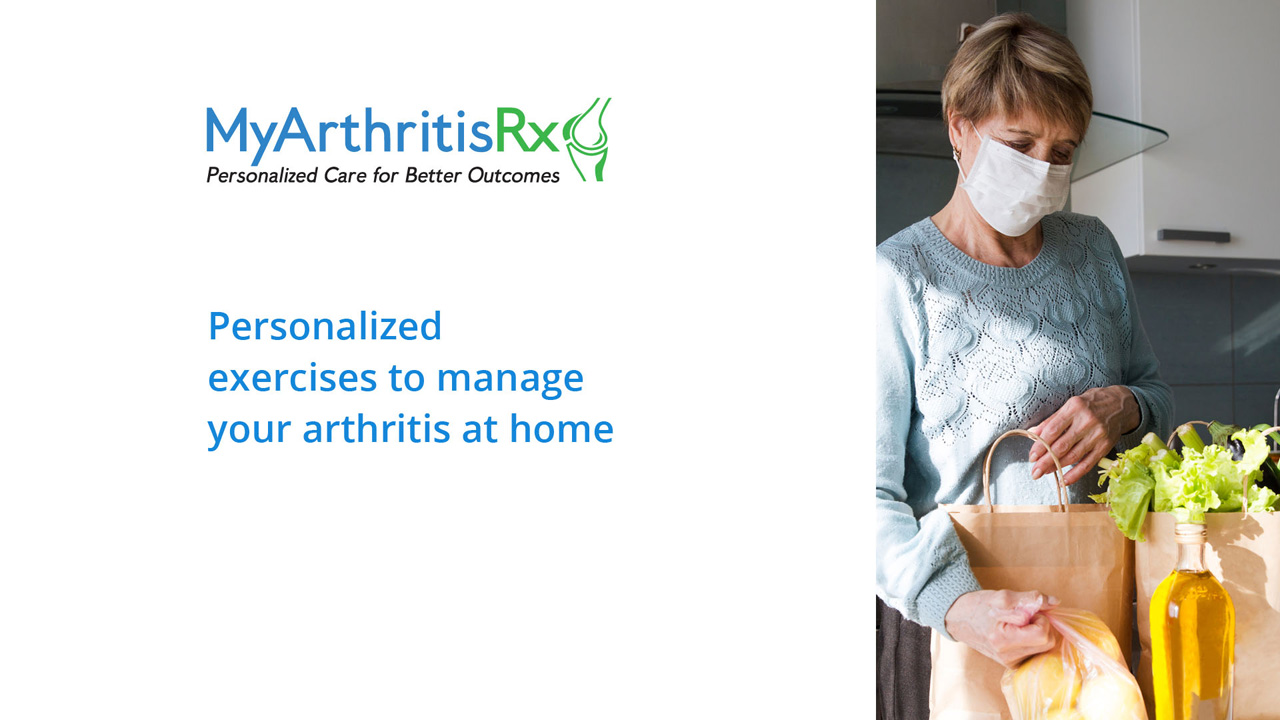 MyArthritisRx
Personalized Care for Better Outcomes
Personalized
exercises to manage
your arthritis at home